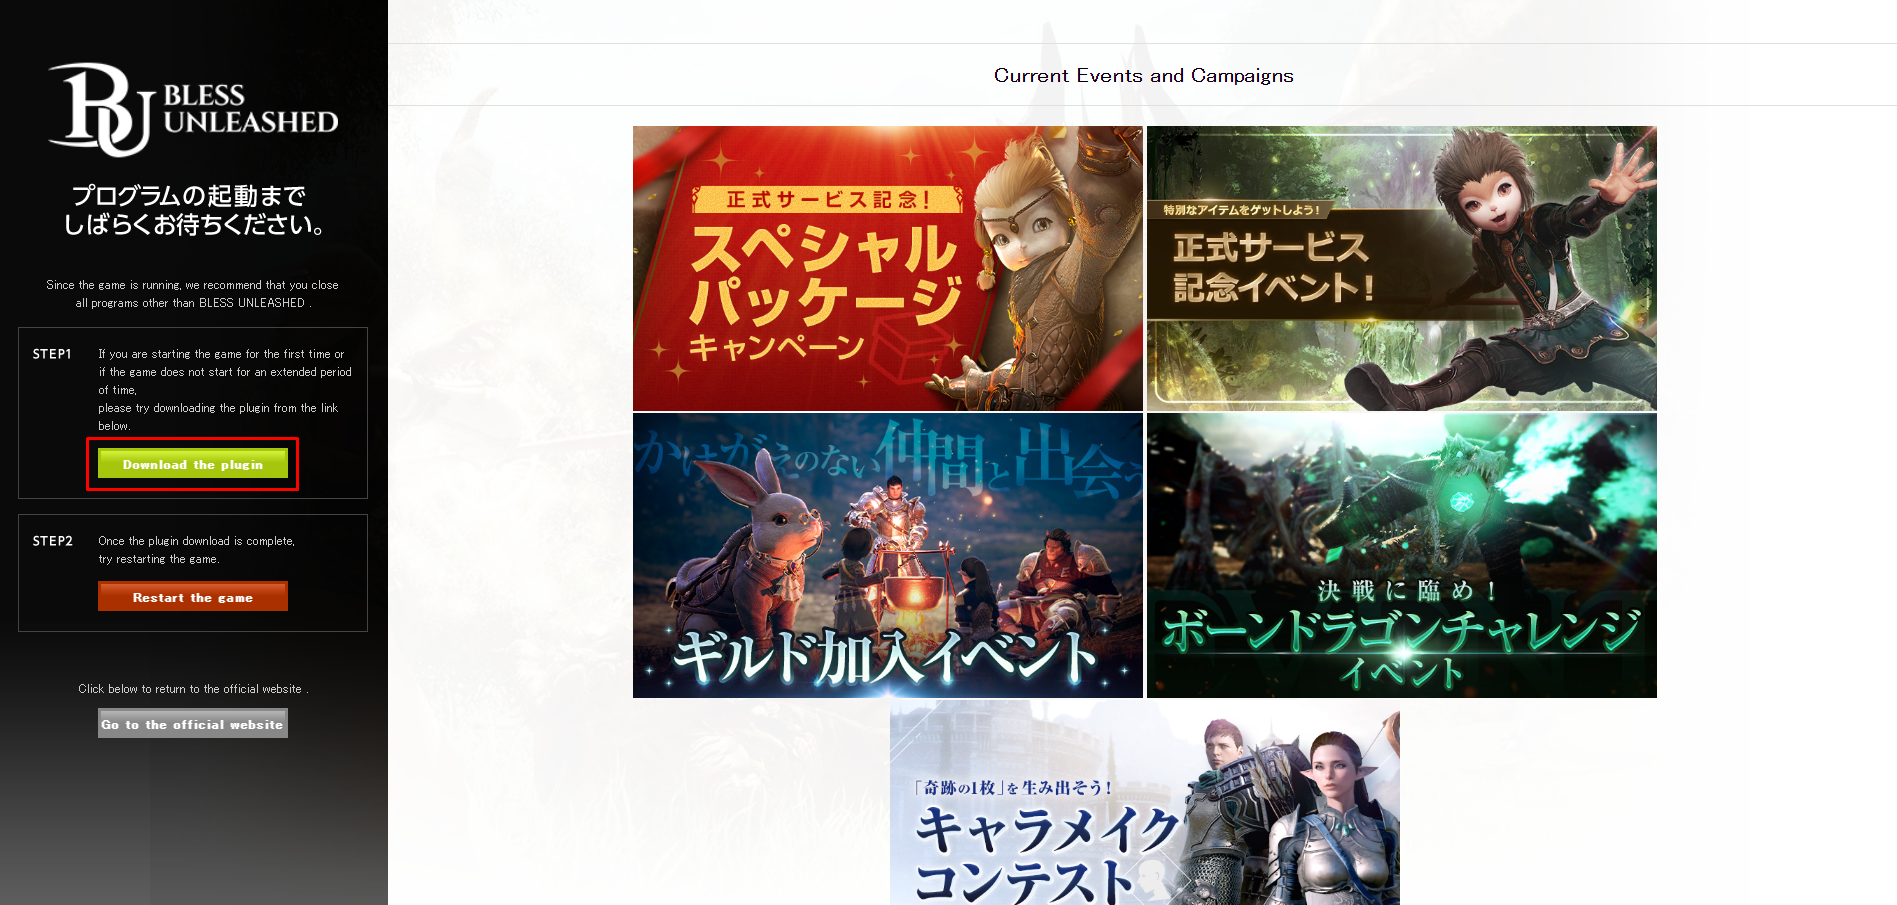 BLESS
UNLEASHED
プログラムの起動まで
しばらくお待ちください。
Since the game is running, we recommend that you close
all programs other than BLESS UNLEASHED .
STEP1
If you are starting the game for the first time or
if the game does not start for an extended period
of time,
please try downloading the plugin from the link
below.
Download the plugin
STEP2
Once the plugin download is complete,
try restarting the game.
Restart the game
Click below to return to the official website .
Go to the official website
Current Events and Campaigns
正式サービス記念!
スペシャル
パッケージ
キャンペーン
特別なアイテムをゲットしよう!
正式サービス
記念イベント!
かけがえのない仲間と出会う
ギルド加入イベント
決戦に臨め!
ボーンドラゴンチャレンジ
イベント
「奇跡の1枚」を生み出そう!
キャラメイク
コンテスト